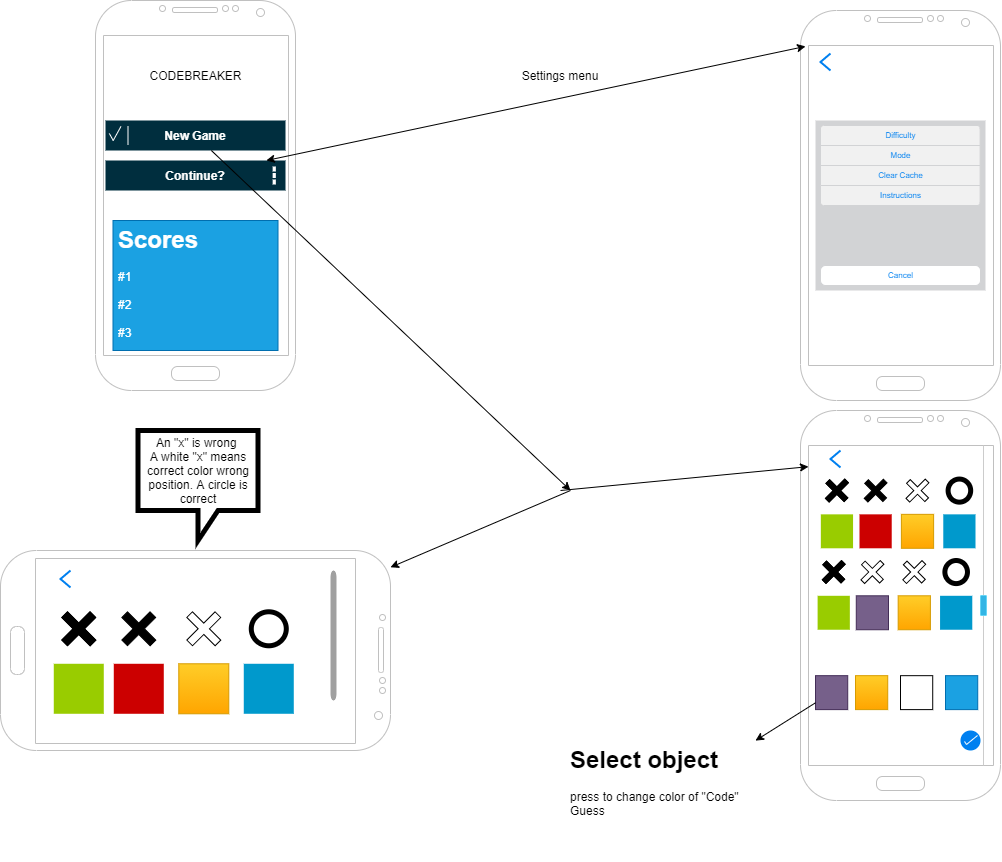 CODEBREAKER
New Game
Continue?
Scores
#1
#2
#3
Settings menu
Difficulty
Mode
Clear Cache
Instructions
Cancel
An "x" is wrong
A white "x" means
correct color wrong
position. A circle is
correct
Select object
press to change color of "Code"
Guess